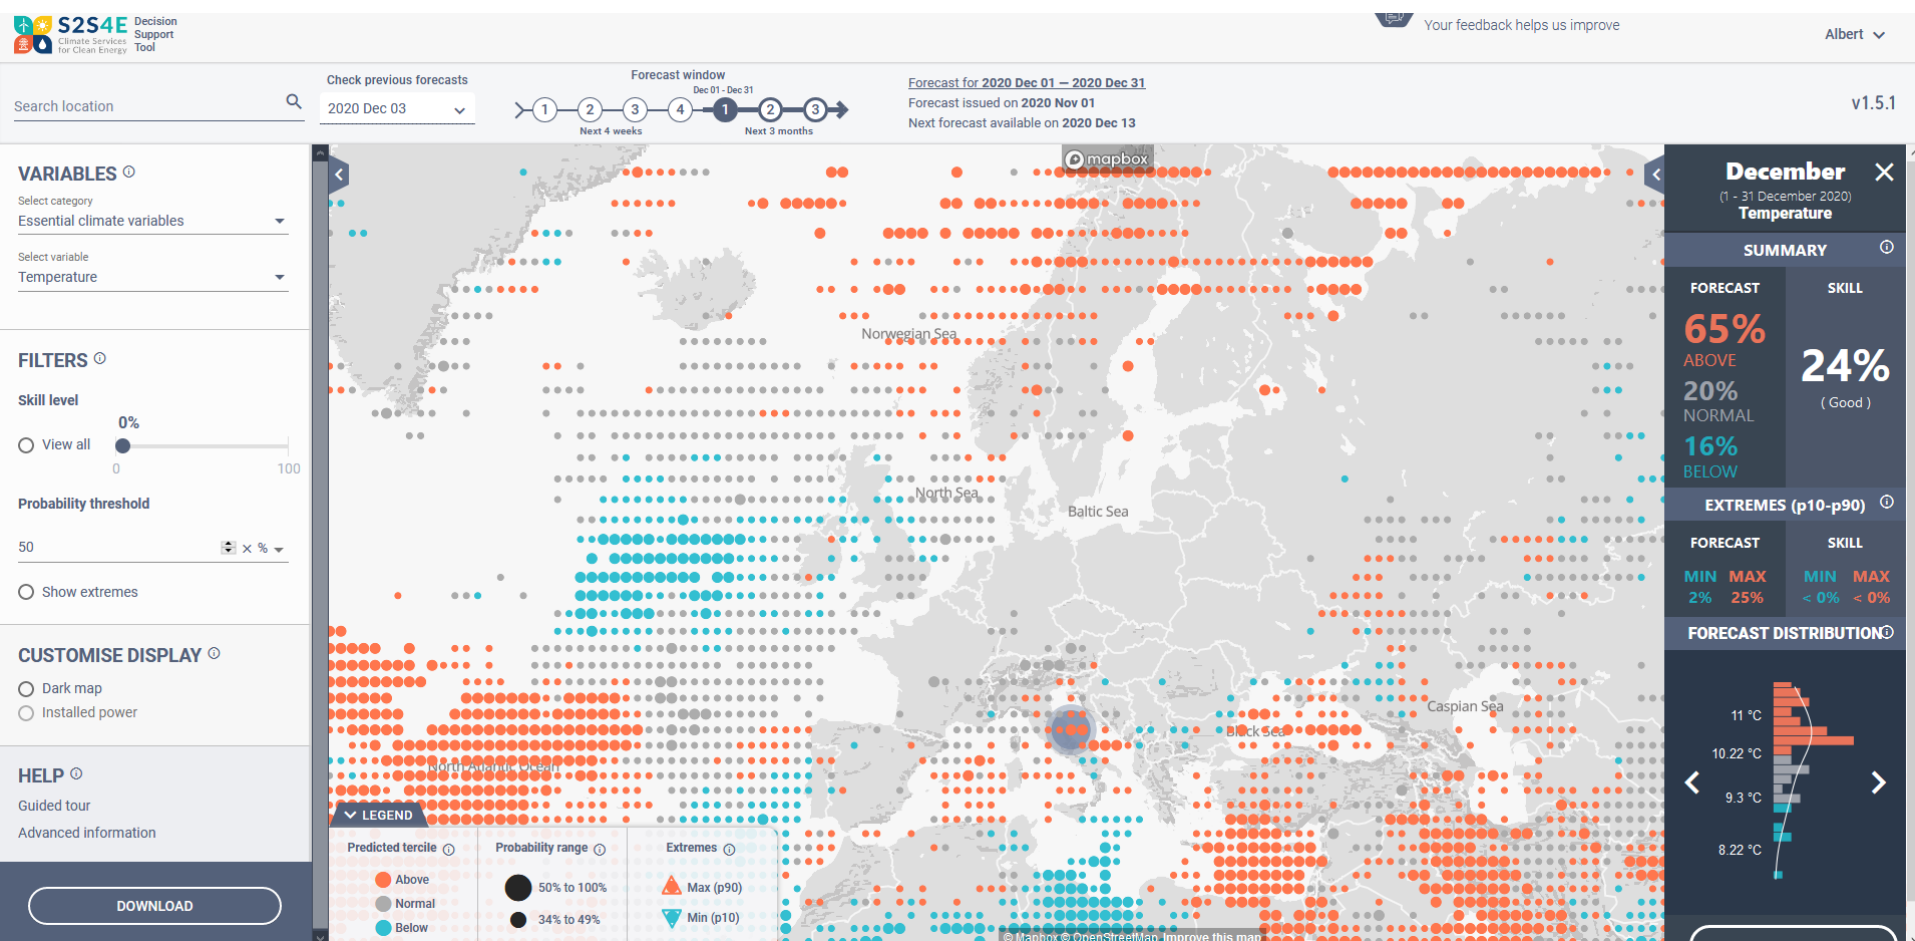 S2S4E
Climate Services
for Clean Energy
Decision
Support
Tool
Your feedback helps us improve
Albert
Search location
Check previous forecasts
2020 Dec 03
Forecast window
Dec 01 - Dec 31
1 2 3 4 1 2 3
Next 4 weeks Next 3 months
Forecast for 2020 Dec 01 — 2020 Dec 31
Forecast issued on 2020 Nov 01
Next forecast available on 2020 Dec 13
v1.5.1
VARIABLES
Select category
Essential climate variables
Select variable
Temperature
FILTERS
Skill level
0%
View all
0 100
Probability threshold
50 × %
Show extremes
CUSTOMISE DISPLAY
Dark map
Installed power
HELP
Guided tour
Advanced information
DOWNLOAD
mapbox
Norwegian Sea
North Sea
Baltic Sea
Caspian Sea
Black Sea
North Atlantic Ocean
LEGEND
Predicted tercile
Above
Normal
Below
Probability range
50% to 100%
34% to 49%
Extremes
Max (p90)
Min (p10)
© Mapbox © OpenStreetMap Improve this map
December
(1 - 31 December 2020)
Temperature
SUMMARY
FORECAST SKILL
65%
ABOVE
20%
NORMAL
16%
BELOW
24%
( Good )
EXTREMES (p10-p90)
FORECAST SKILL
MIN MAX MIN MAX
2% 25% < 0% < 0%
FORECAST DISTRIBUTION
11 °C
10.22 °C
9.3 °C
8.22 °C